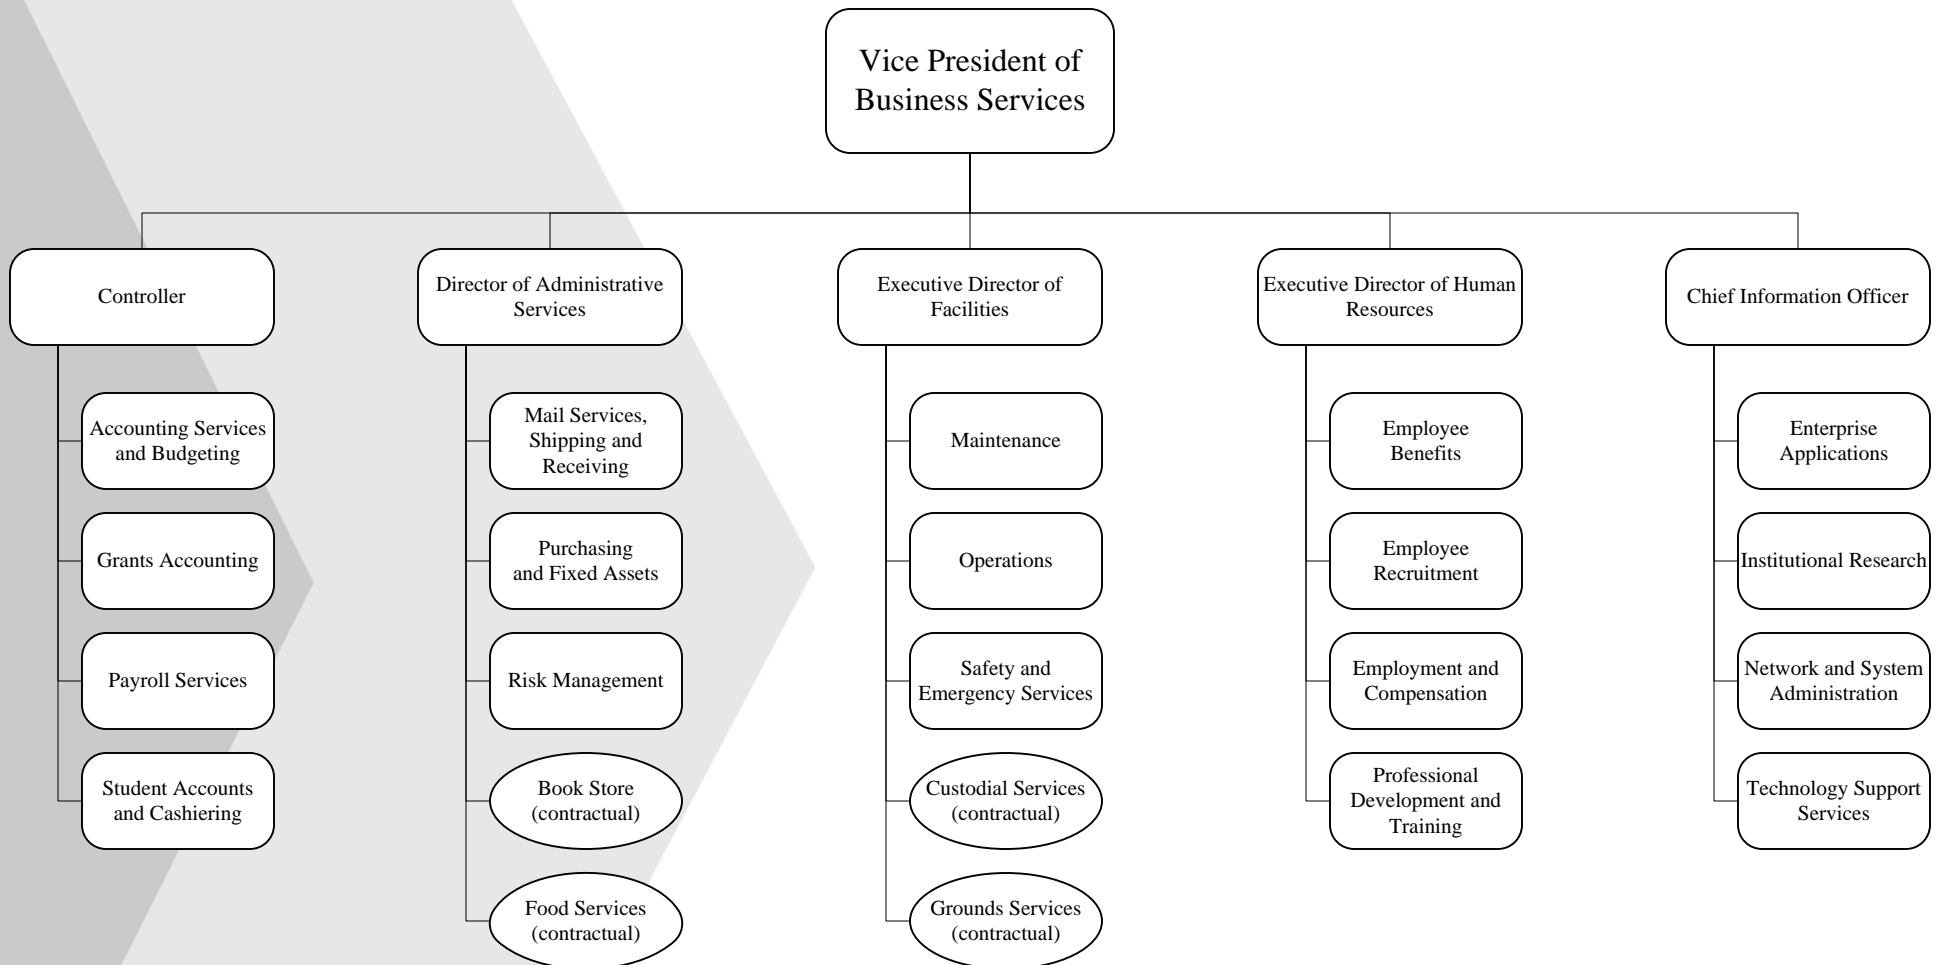 Vice President of
Business Services
Controller
Director of Administrative
Services
Executive Director of
Facilities
Executive Director of Human
Resources
Chief Information Officer
Accounting Services
and Budgeting
Grants Accounting
Payroll Services
Student Accounts
and Cashiering
Mail Services,
Shipping and
Receiving
Purchasing
and Fixed Assets
Risk Management
Book Store
(contractual)
Food Services
(contractual)
Maintenance
Operations
Safety and
Emergency Services
Custodial Services
(contractual)
Grounds Services
(contractual)
Employee
Benefits
Employee
Recruitment
Employment and
Compensation
Professional
Development and
Training
Enterprise
Applications
Institutional Research
Network and System
Administration
Technology Support
Services